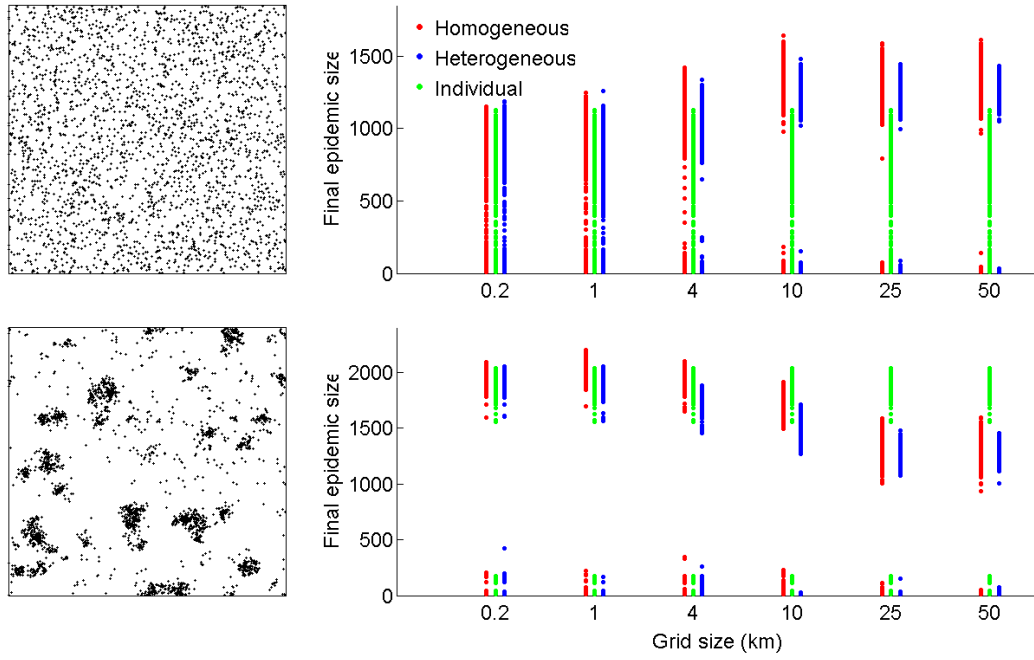 Final epidemic size
1500
1000
500
0
Homogeneous
Heterogeneous
Individual
0.2 1 4 10 25 50
Final epidemic size
2000
1500
1000
500
0
0.2 1 4 10 25 50
Grid size (km)